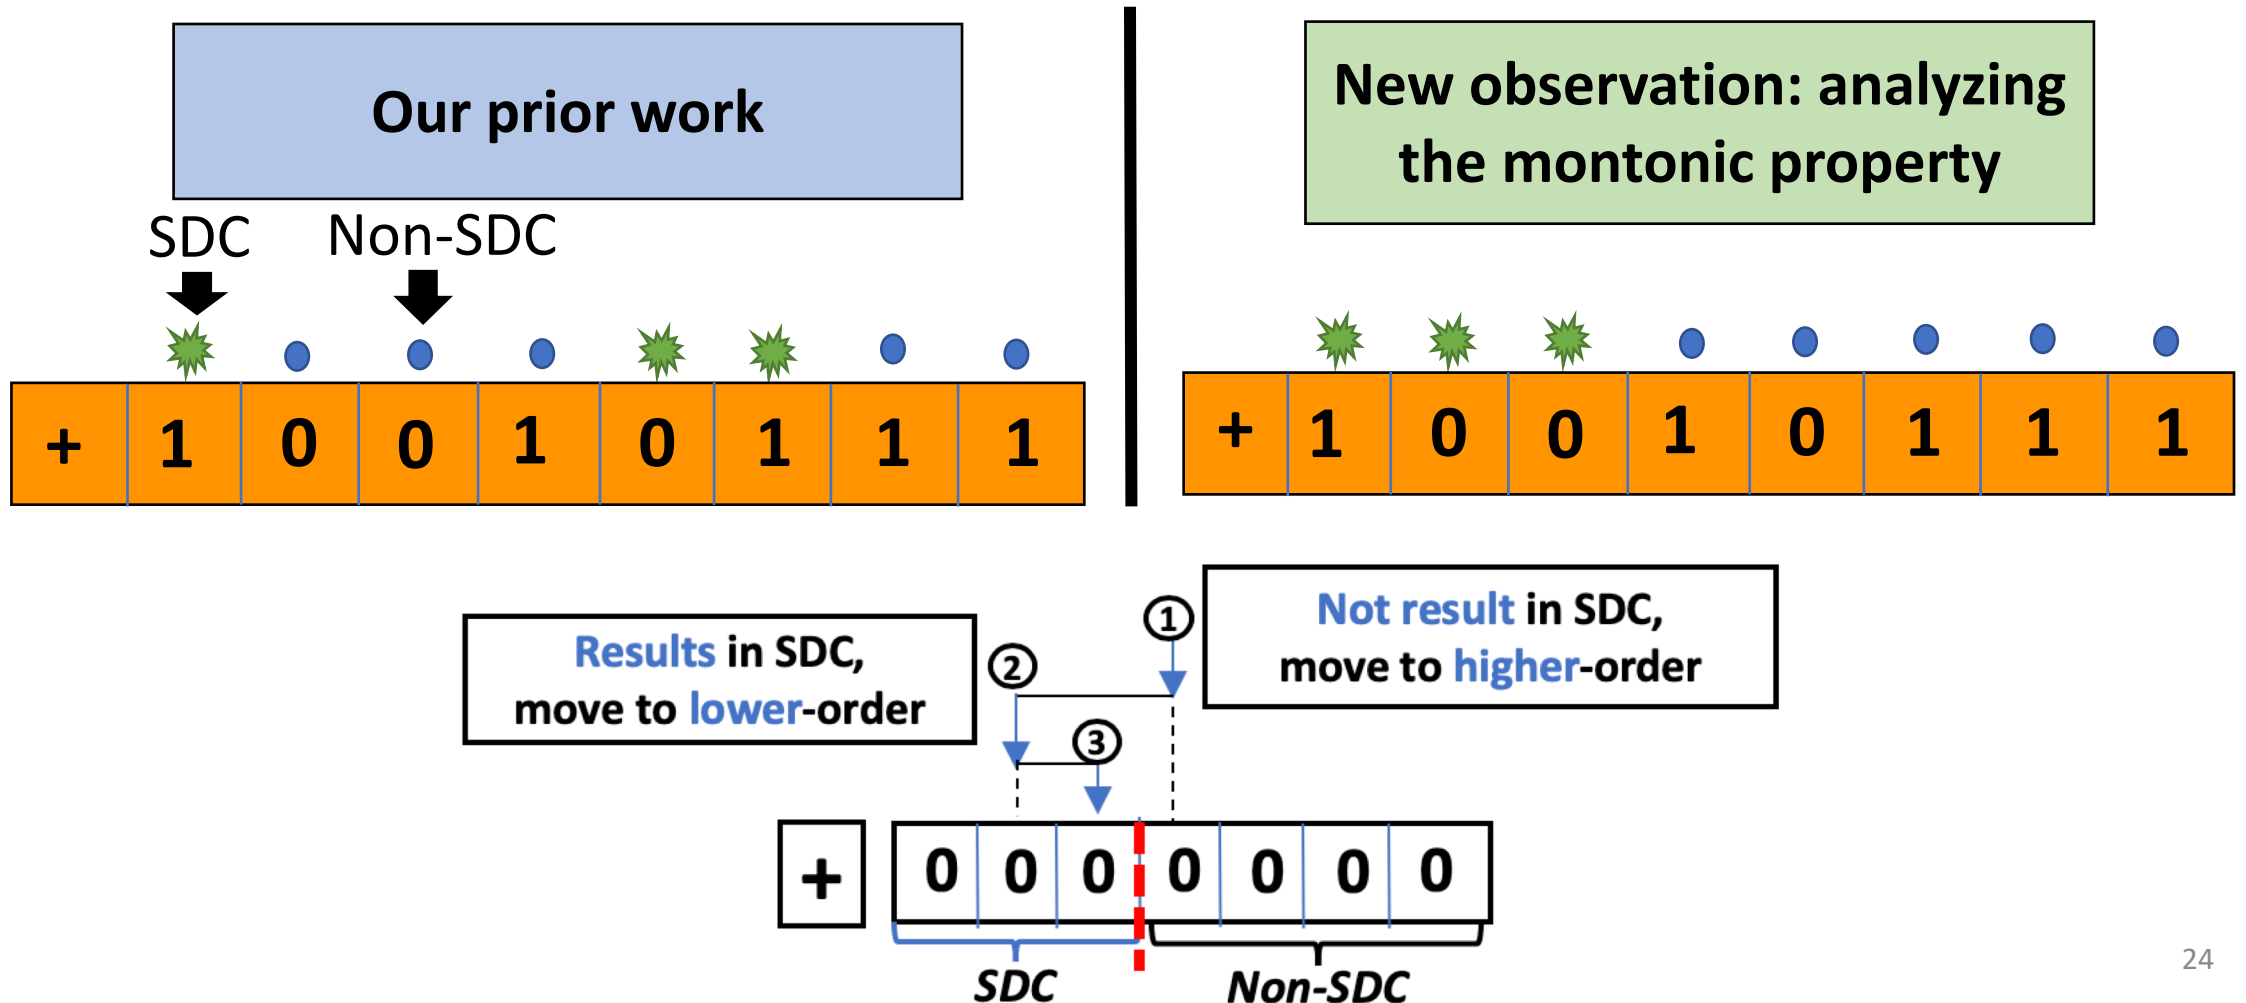 Our prior work
New observation: analyzing
the montonic property
SDC
Non-SDC
+ 1 0 0 1 0 1 1 1
+ 1 0 0 1 0 1 1 1
Results in SDC,
move to lower-order
2
3
1
Not result in SDC,
move to higher-order
+ 0 0 0 0 0 0 0
SDC
Non-SDC
24